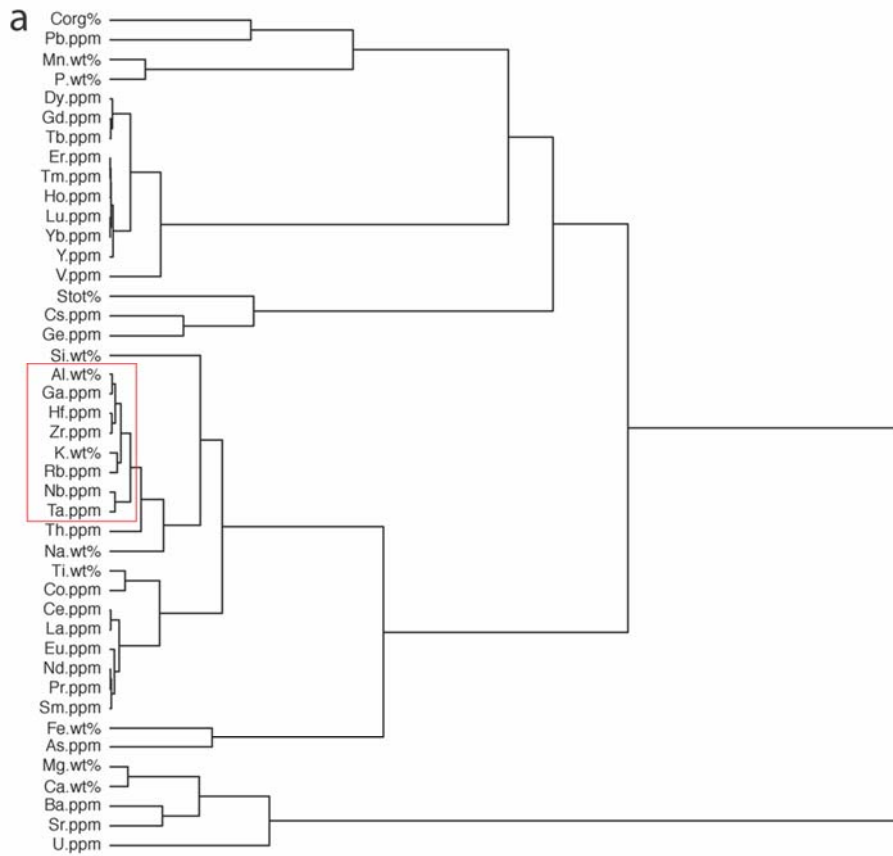 a
Corg%
Pb.ppm
Mn.wt%
P.wt%
Dy.ppm
Gd.ppm
Tb.ppm
Er.ppm
Tm.ppm
Ho.ppm
Lu.ppm
Yb.ppm
Y.ppm
V.ppm
Stot%
Cs.ppm
Ge.ppm
Si.wt%
Al.wt%
Ga.ppm
Hf.ppm
Zr.ppm
K.wt%
Rb.ppm
Nb.ppm
Ta.ppm
Th.ppm
Na.wt%
Ti.wt%
Co.ppm
Ce.ppm
La.ppm
Eu.ppm
Nd.ppm
Pr.ppm
Sm.ppm
Fe.wt%
As.ppm
Mg.wt%
Ca.wt%
Ba.ppm
Sr.ppm
U.ppm